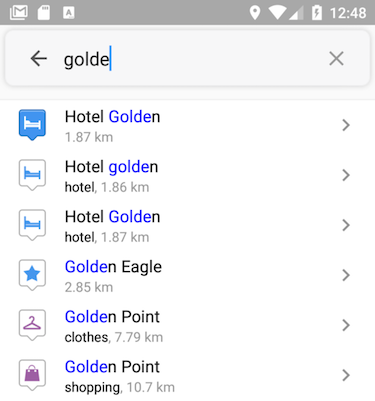 12:48
golde
Hotel Golden
1.87 km
Hotel golden
hotel, 1.86 km
Hotel Golden
hotel, 1.87 km
Golden Eagle
2.85 km
Golden Point
clothes, 7.79 km
Golden Point
shopping, 10.7 km